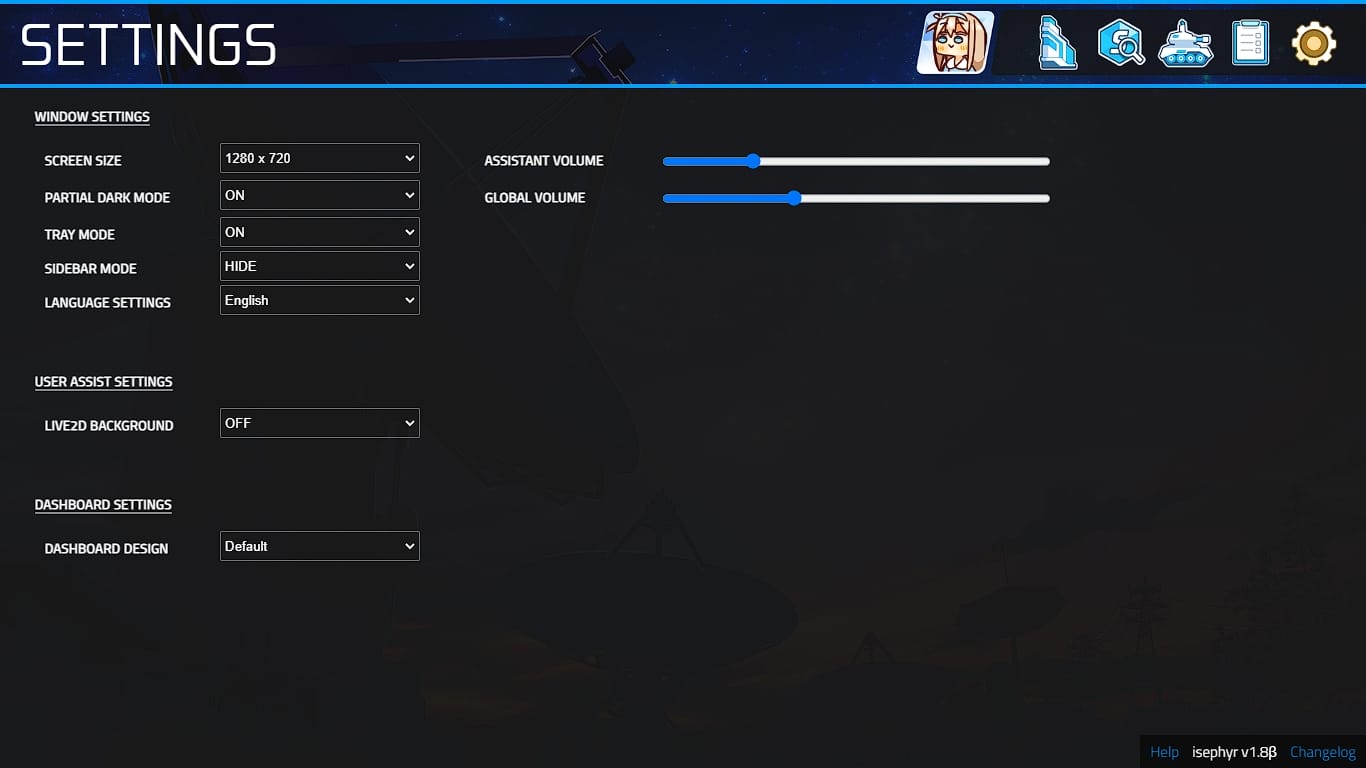 SETTINGS
WINDOW SETTINGS
SCREEN SIZE 1280 x 720 ASSISTANT VOLUME
PARTIAL DARK MODE ON GLOBAL VOLUME
TRAY MODE ON
SIDEBAR MODE HIDE
LANGUAGE SETTINGS English
USER ASSIST SETTINGS
LIVE2D BACKGROUND OFF
DASHBOARD SETTINGS
DASHBOARD DESIGN Default
Help isephyr v1.8β Changelog